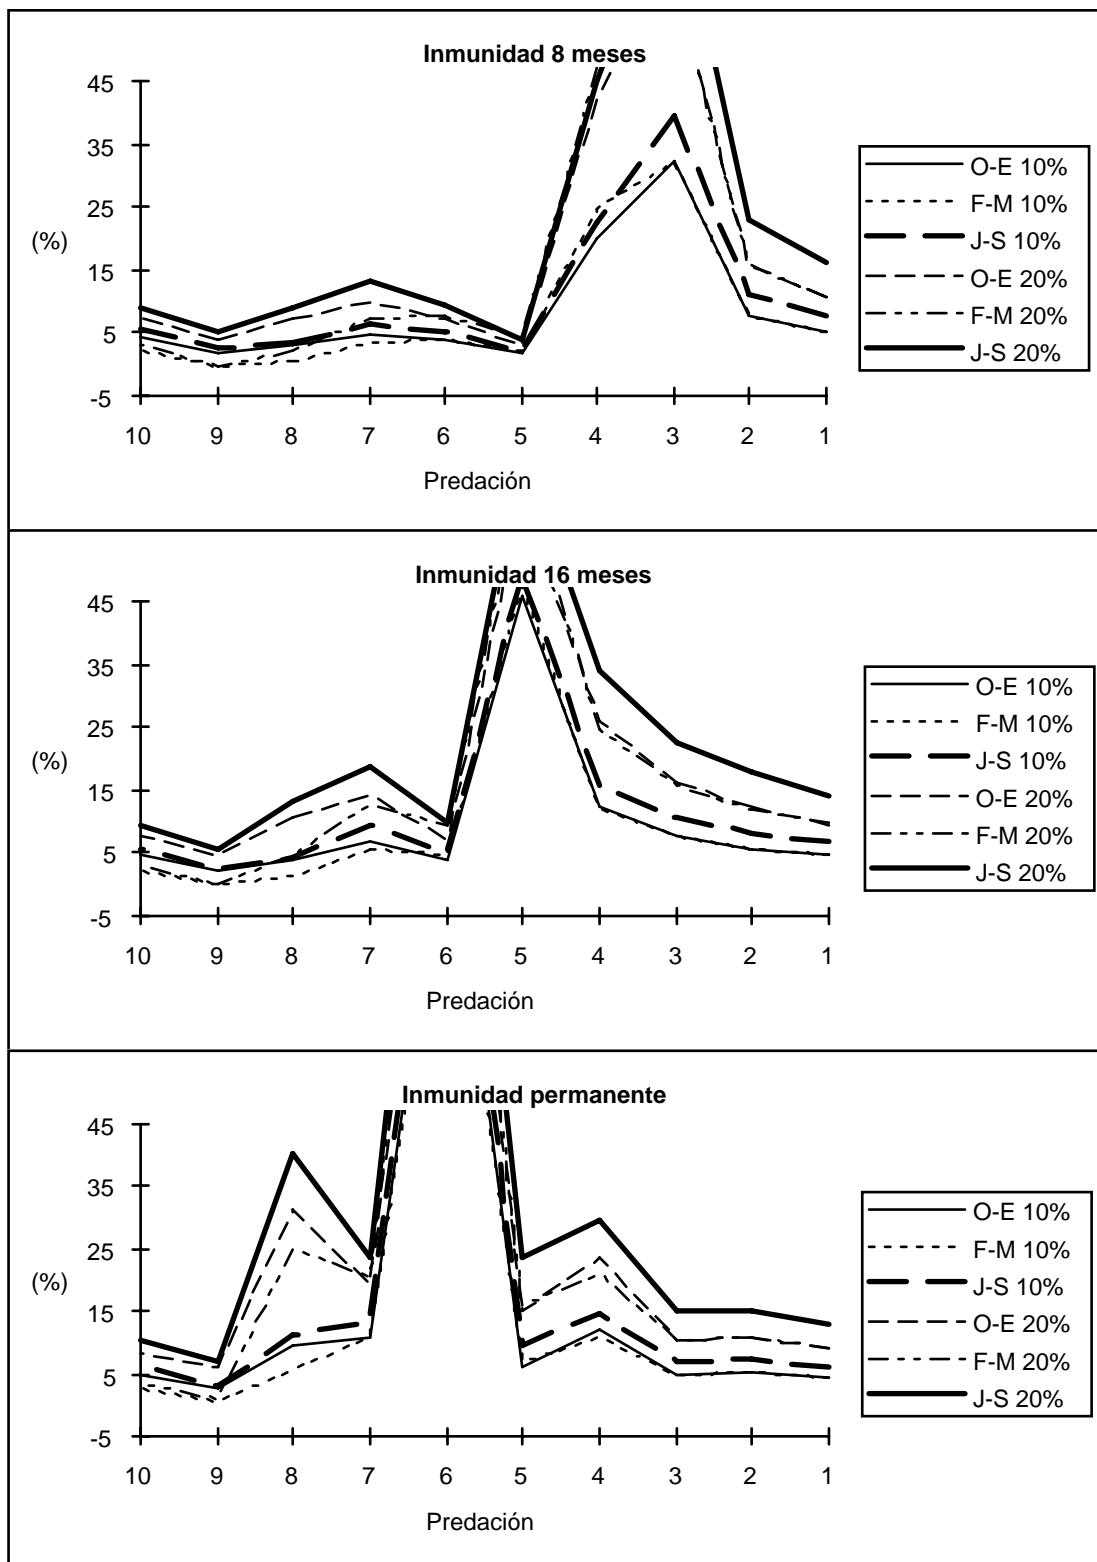 Inmunidad 8 meses
45
35
25
15
5
-5
(%)
10 9 8 7 6 5 4 3 2 1
Predación
O-E 10%
F-M 10%
J-S 10%
O-E 20%
F-M 20%
J-S 20%
Inmunidad 16 meses
45
35
25
15
5
-5
(%)
10 9 8 7 6 5 4 3 2 1
Predación
O-E 10%
F-M 10%
J-S 10%
O-E 20%
F-M 20%
J-S 20%
Inmunidad permanente
45
35
25
15
5
-5
(%)
10 9 8 7 6 5 4 3 2 1
Predación
O-E 10%
F-M 10%
J-S 10%
O-E 20%
F-M 20%
J-S 20%